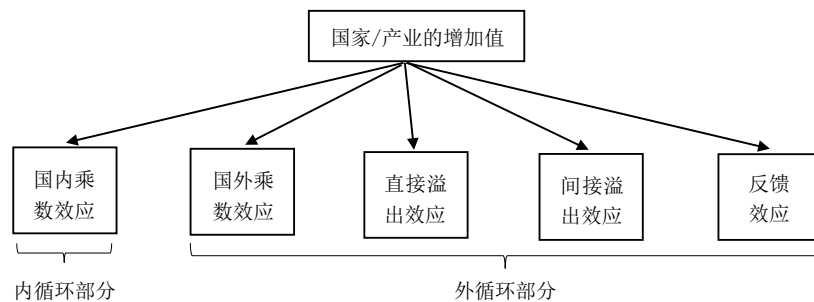 国家/产业的增加值
国内乘
数效应
国外乘
数效应
直接溢
出效应
间接溢
出效应
反馈
效应
内循环部分
外循环部分